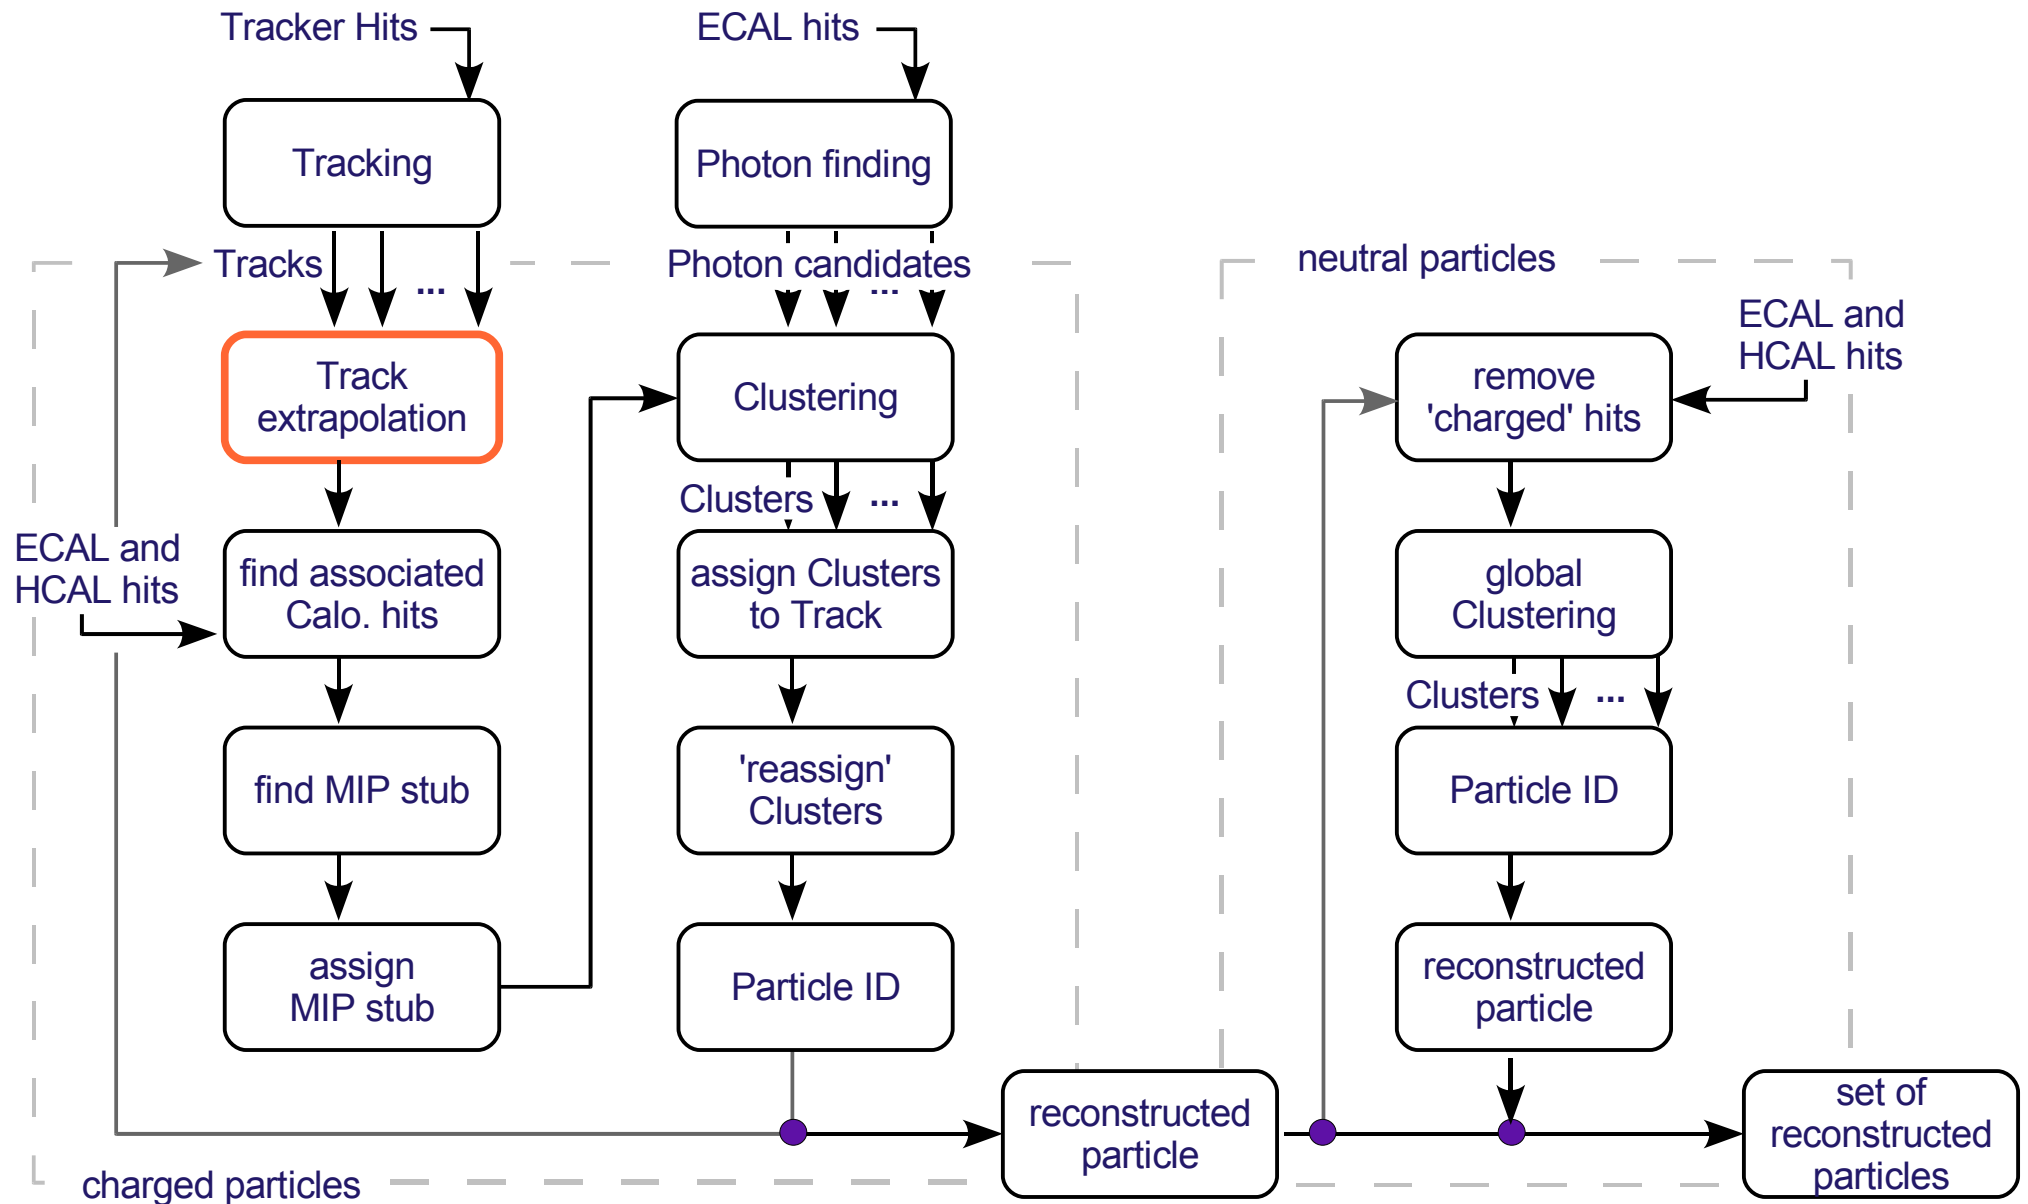 Tracker Hits
ECAL hits
Tracking
Photon finding
Tracks
...
Photon candidates
...
neutral particles
ECAL and
HCAL hits
Track
extrapolation
Clustering
remove
'charged' hits
Clusters
...
ECAL and
HCAL hits
find associated
Calo. hits
assign Clusters
to Track
global
Clustering
Clusters
...
find MIP stub
'reassign'
Clusters
Particle ID
assign
MIP stub
Particle ID
reconstructed
particle
reconstructed
particle
set of
reconstructed
particles
charged particles